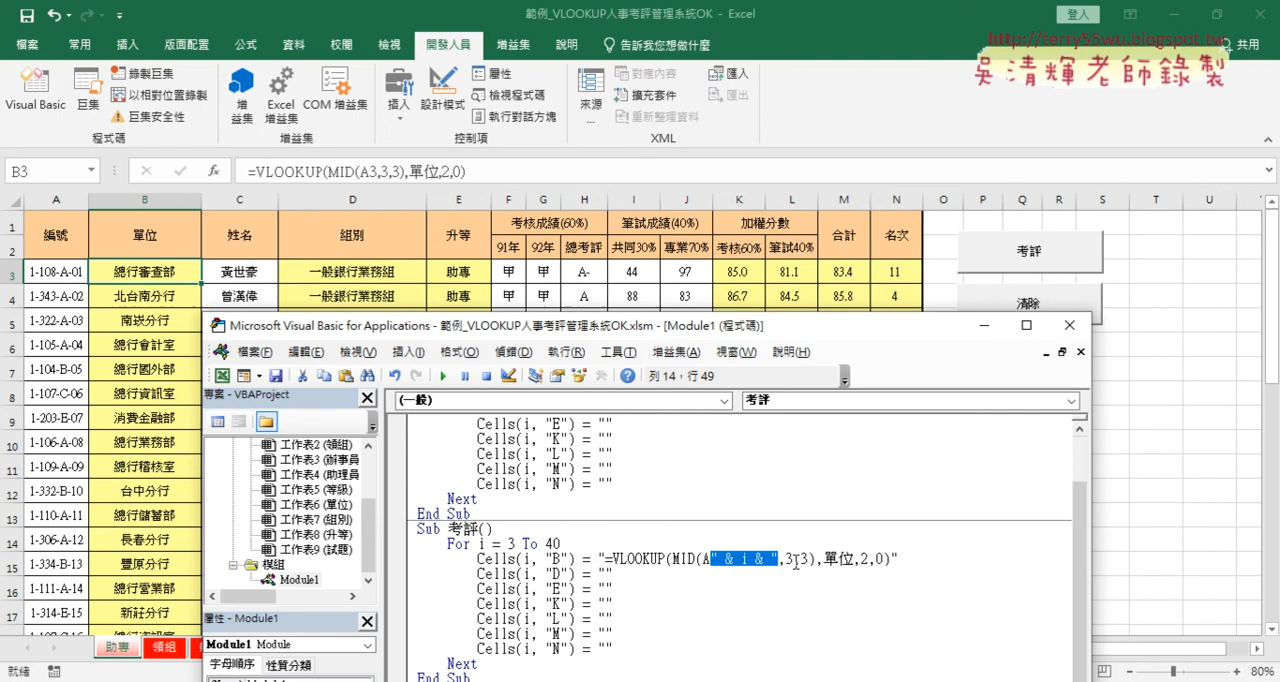 範例_VLOOKUP人事考評管理系統OK - Excel
登入
檔案 常用 插入 版面配置 公式 資料 校閱 檢視 開發人員 增益集 說明 告訴我您想做什麼 共用
http://terry55wu.blogspot.tw
吳清輝老師錄製
Visual Basic 巨集 錄製巨集 以相對位置錄製 巨集安全性 程式碼
增益集 Excel 增益集 COM 增益集 增益集
插入 設計模式 屬性 檢視程式碼 執行對話方塊 控制項
來源 ... 對應內容 擴充套件 重新整理資料 匯入 匯出 XML
B3 fx =VLOOKUP(MID(A3,3,3),單位,2,0)
A B C D E F G H I J K L M N O P Q R S T U V
1 編號 單位 姓名 組別 升等 考核成績(60%) 筆試成績(40%) 加權分數 合計 名次
2 91年 92年 總考評 共同30% 專業70% 考核60% 筆試40%
3 1-108-A-01 總行審查部 黃世豪 一般銀行業務組 助專 甲 甲 A- 44 97 85.0 81.1 83.4 11
4 1-343-A-02 北台南分行 曾漢偉 一般銀行業務組 助專 甲 甲 A 88 83 86.7 84.5 85.8 4
考評
清除
5 1-322-A-03 南崁分行
6 1-105-A-04 總行會計室
7 1-104-B-05 總行國外部
8 1-107-C-06 總行資訊室
9 1-203-E-07 消費金融部
10 1-106-A-08 總行業務部
11 1-109-A-09 總行稽核室
12 1-332-B-10 台中分行
13 1-110-A-11 總行儲蓄部
14 1-306-A-12 長春分行
15 1-334-B-13 豐原分行
16 1-111-A-14 總行營業部
17 1-314-E-15 新莊分行
助專 領組
就緒
80%
Microsoft Visual Basic for Applications - 範例_VLOOKUP人事考評管理系統OK.xlsm - [Module1 (程式碼)]
檔案(F) 編輯(E) 檢視(V) 插入(I) 格式(O) 偵錯(D) 執行(R) 工具(T) 增益集(A) 視窗(W) 說明(H)
列 14，行 49
專案 - VBAProject
工作表2 (領組)
工作表3 (辦事員
工作表4 (助理員
工作表5 (等級)
工作表6 (單位)
工作表7 (組別)
工作表8 (升等)
工作表9 (試題)
模組
Module1
屬性 - Module1
Module1 Module
字母順序 性質分類
(一般) 考評
Cells(i, "E") = ""
Cells(i, "K") = ""
Cells(i, "L") = ""
Cells(i, "M") = ""
Cells(i, "N") = ""
Next
End Sub
Sub 考評()
For i = 3 To 40
Cells(i, "B") = "=VLOOKUP(MID(A" & i & ",3,3),單位,2,0)"
Cells(i, "D") = ""
Cells(i, "E") = ""
Cells(i, "K") = ""
Cells(i, "L") = ""
Cells(i, "M") = ""
Cells(i, "N") = ""
Next
End Sub